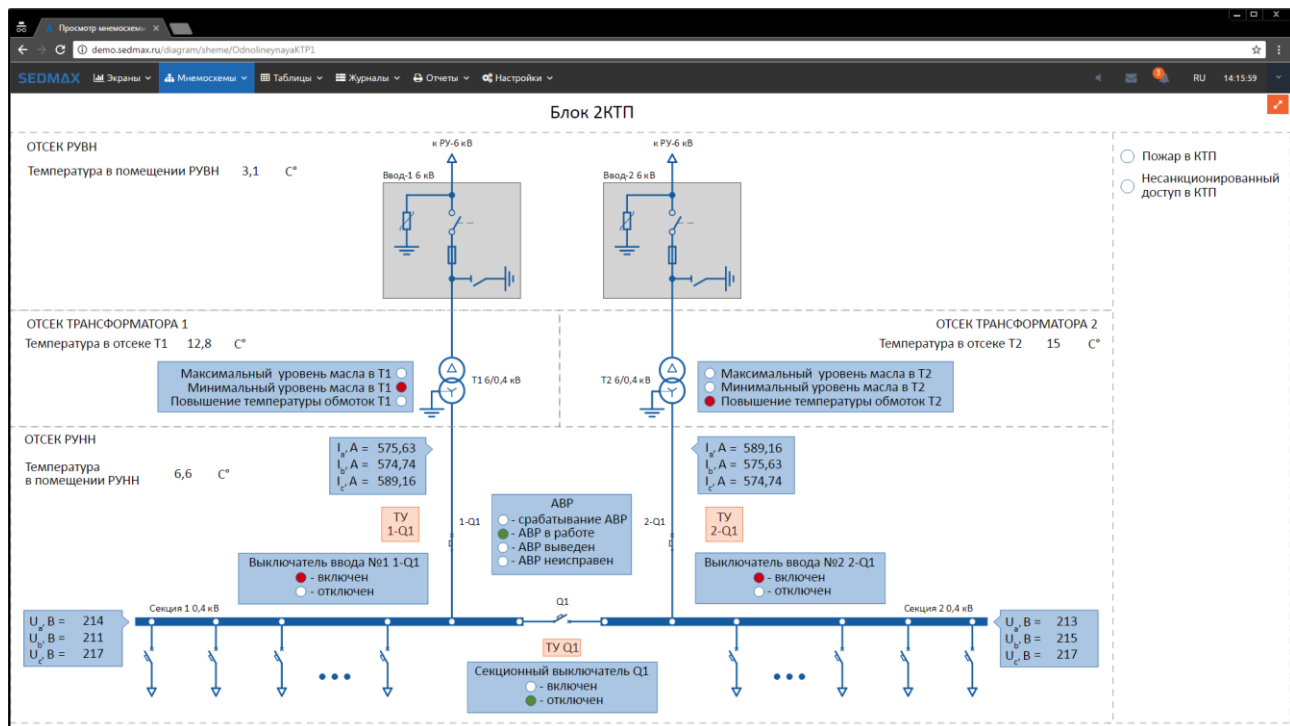 Просмотр мнемосхемы
demo.sedmax.ru/diagram/sheme/OdnolineynayaKTP1
SEDMAX Экраны Мнемосхемы Таблицы Журналы Отчеты Настройки 3 RU 14:15:59
Блок 2КТП
ОТСЕК РУВН
Температура в помещении РУВН 3,1 C°
к РУ-6 кВ
Ввод-1 6 кВ
к РУ-6 кВ
Ввод-2 6 кВ
Пожар в КТП
Несанкционированный
доступ в КТП
ОТСЕК ТРАНСФОРМАТОРА 1
Температура в отсеке Т1 12,8 C°
Максимальный уровень масла в Т1
Минимальный уровень масла в Т1
Повышение температуры обмоток Т1
Т1 6/0,4 кВ
ОТСЕК ТРАНСФОРМАТОРА 2
Температура в отсеке Т2 15 C°
Т2 6/0,4 кВ
Максимальный уровень масла в Т2
Минимальный уровень масла в Т2
Повышение температуры обмоток Т2
ОТСЕК РУНН
Температура
в помещении РУНН 6,6 C°
Ia, A = 575,63
Ib, A = 574,74
Ic, A = 589,16
Ia, A = 589,16
Ib, A = 575,63
Ic, A = 574,74
ТУ
1-Q1
1-Q1
АВР
- срабатывание АВР
- АВР в работе
- АВР выведен
- АВР неисправен
2-Q1
ТУ
2-Q1
Выключатель ввода №1 1-Q1
- включен
- отключен
Выключатель ввода №2 2-Q1
- включен
- отключен
Секция 1 0,4 кВ
Q1
Секция 2 0,4 кВ
Ua, B = 214
Ub, B = 211
Uc, B = 217
Ua, B = 213
Ub, B = 215
Uc, B = 217
ТУ Q1
Секционный выключатель Q1
- включен
- отключен